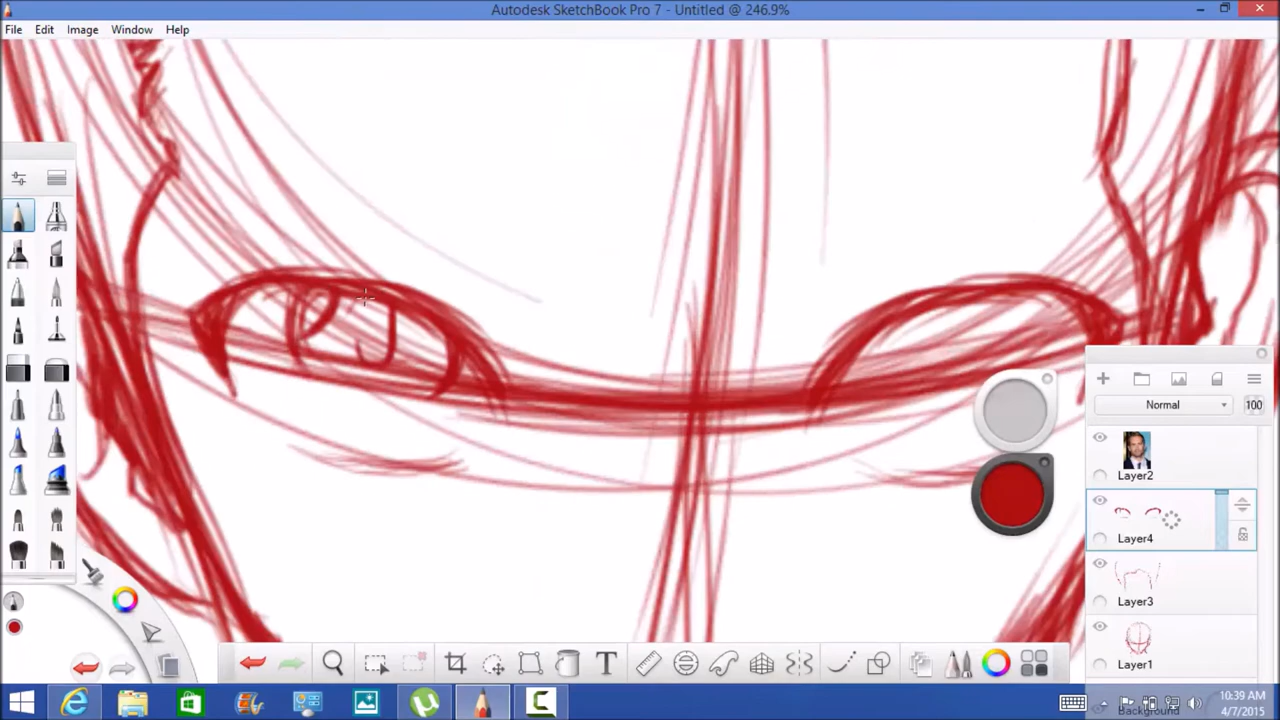 Autodesk SketchBook Pro 7 - Untitled @ 246.9%
File Edit Image Window Help
Normal 100
Layer2
Layer4
Layer3
Layer1
Background
10:39 AM
4/7/2015